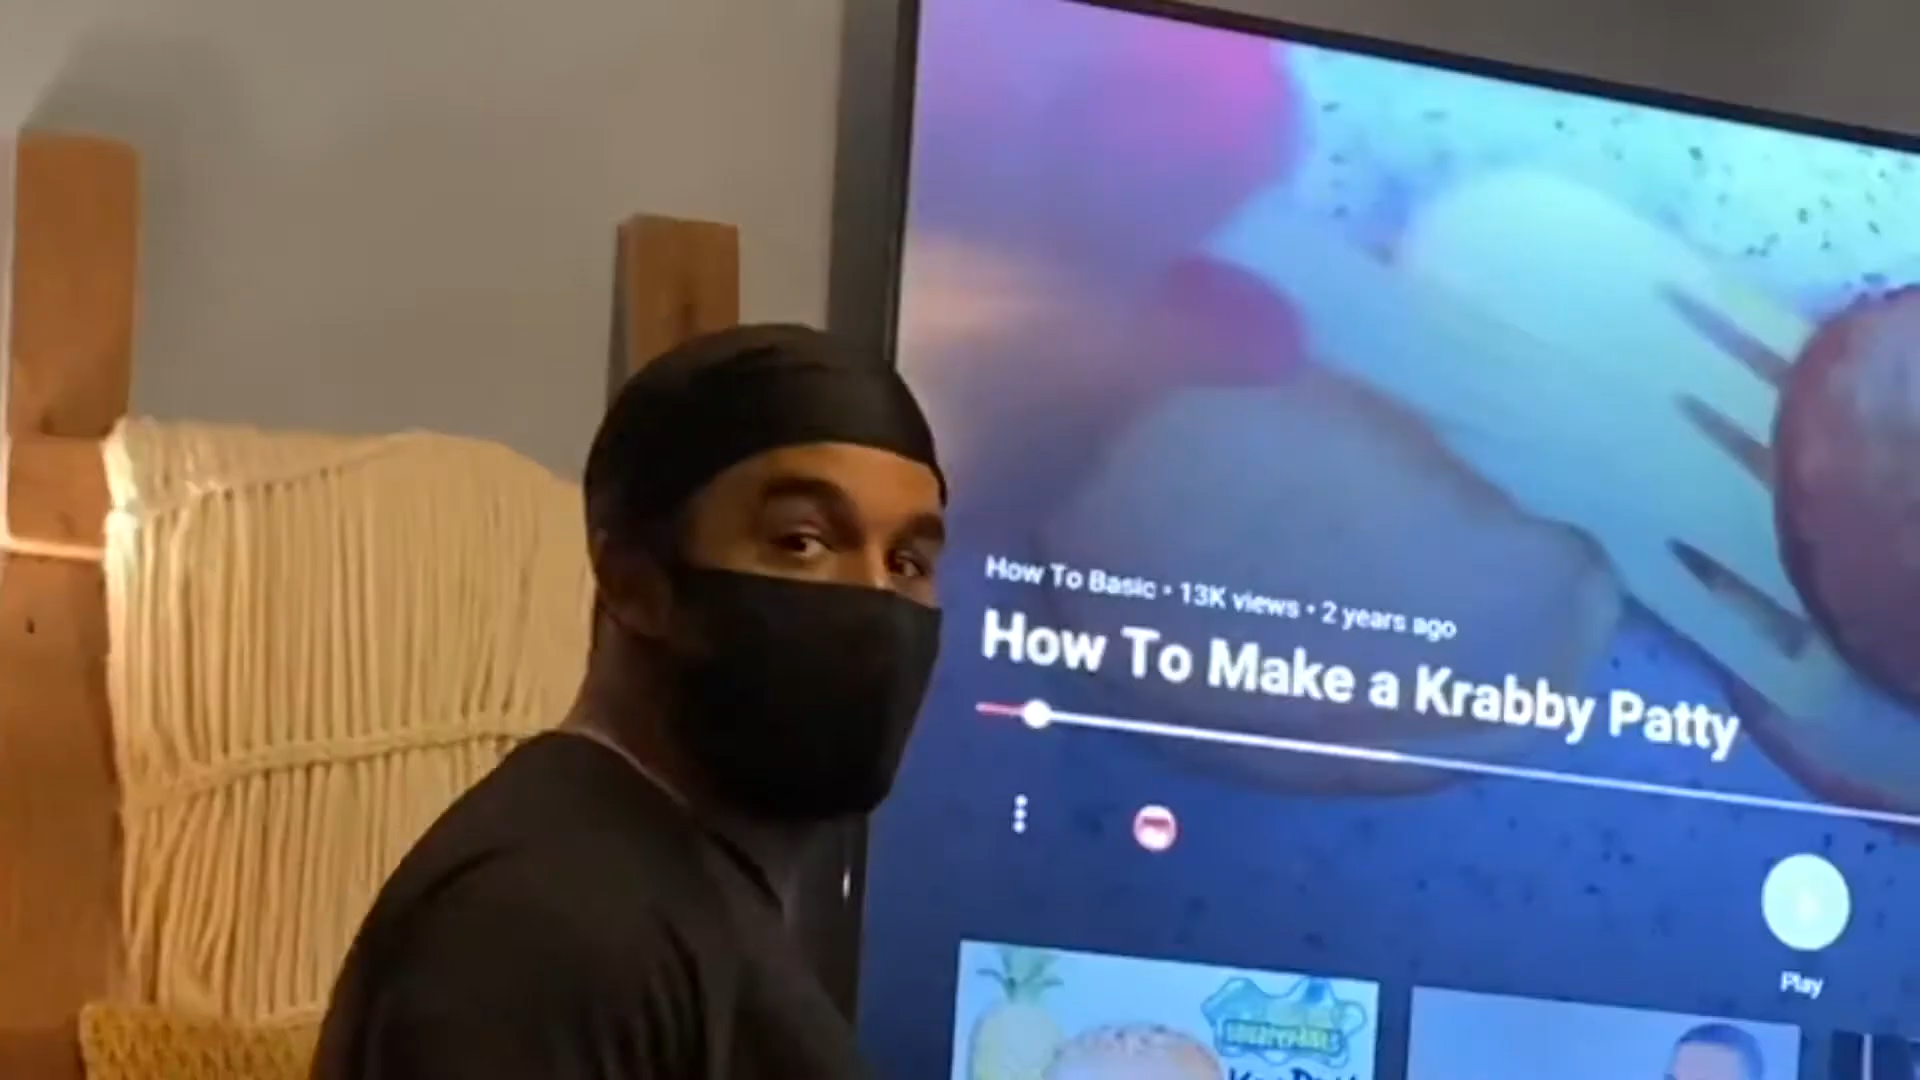 How To Basic • 13K views • 2 years ago
How To Make a Krabby Patty
Play